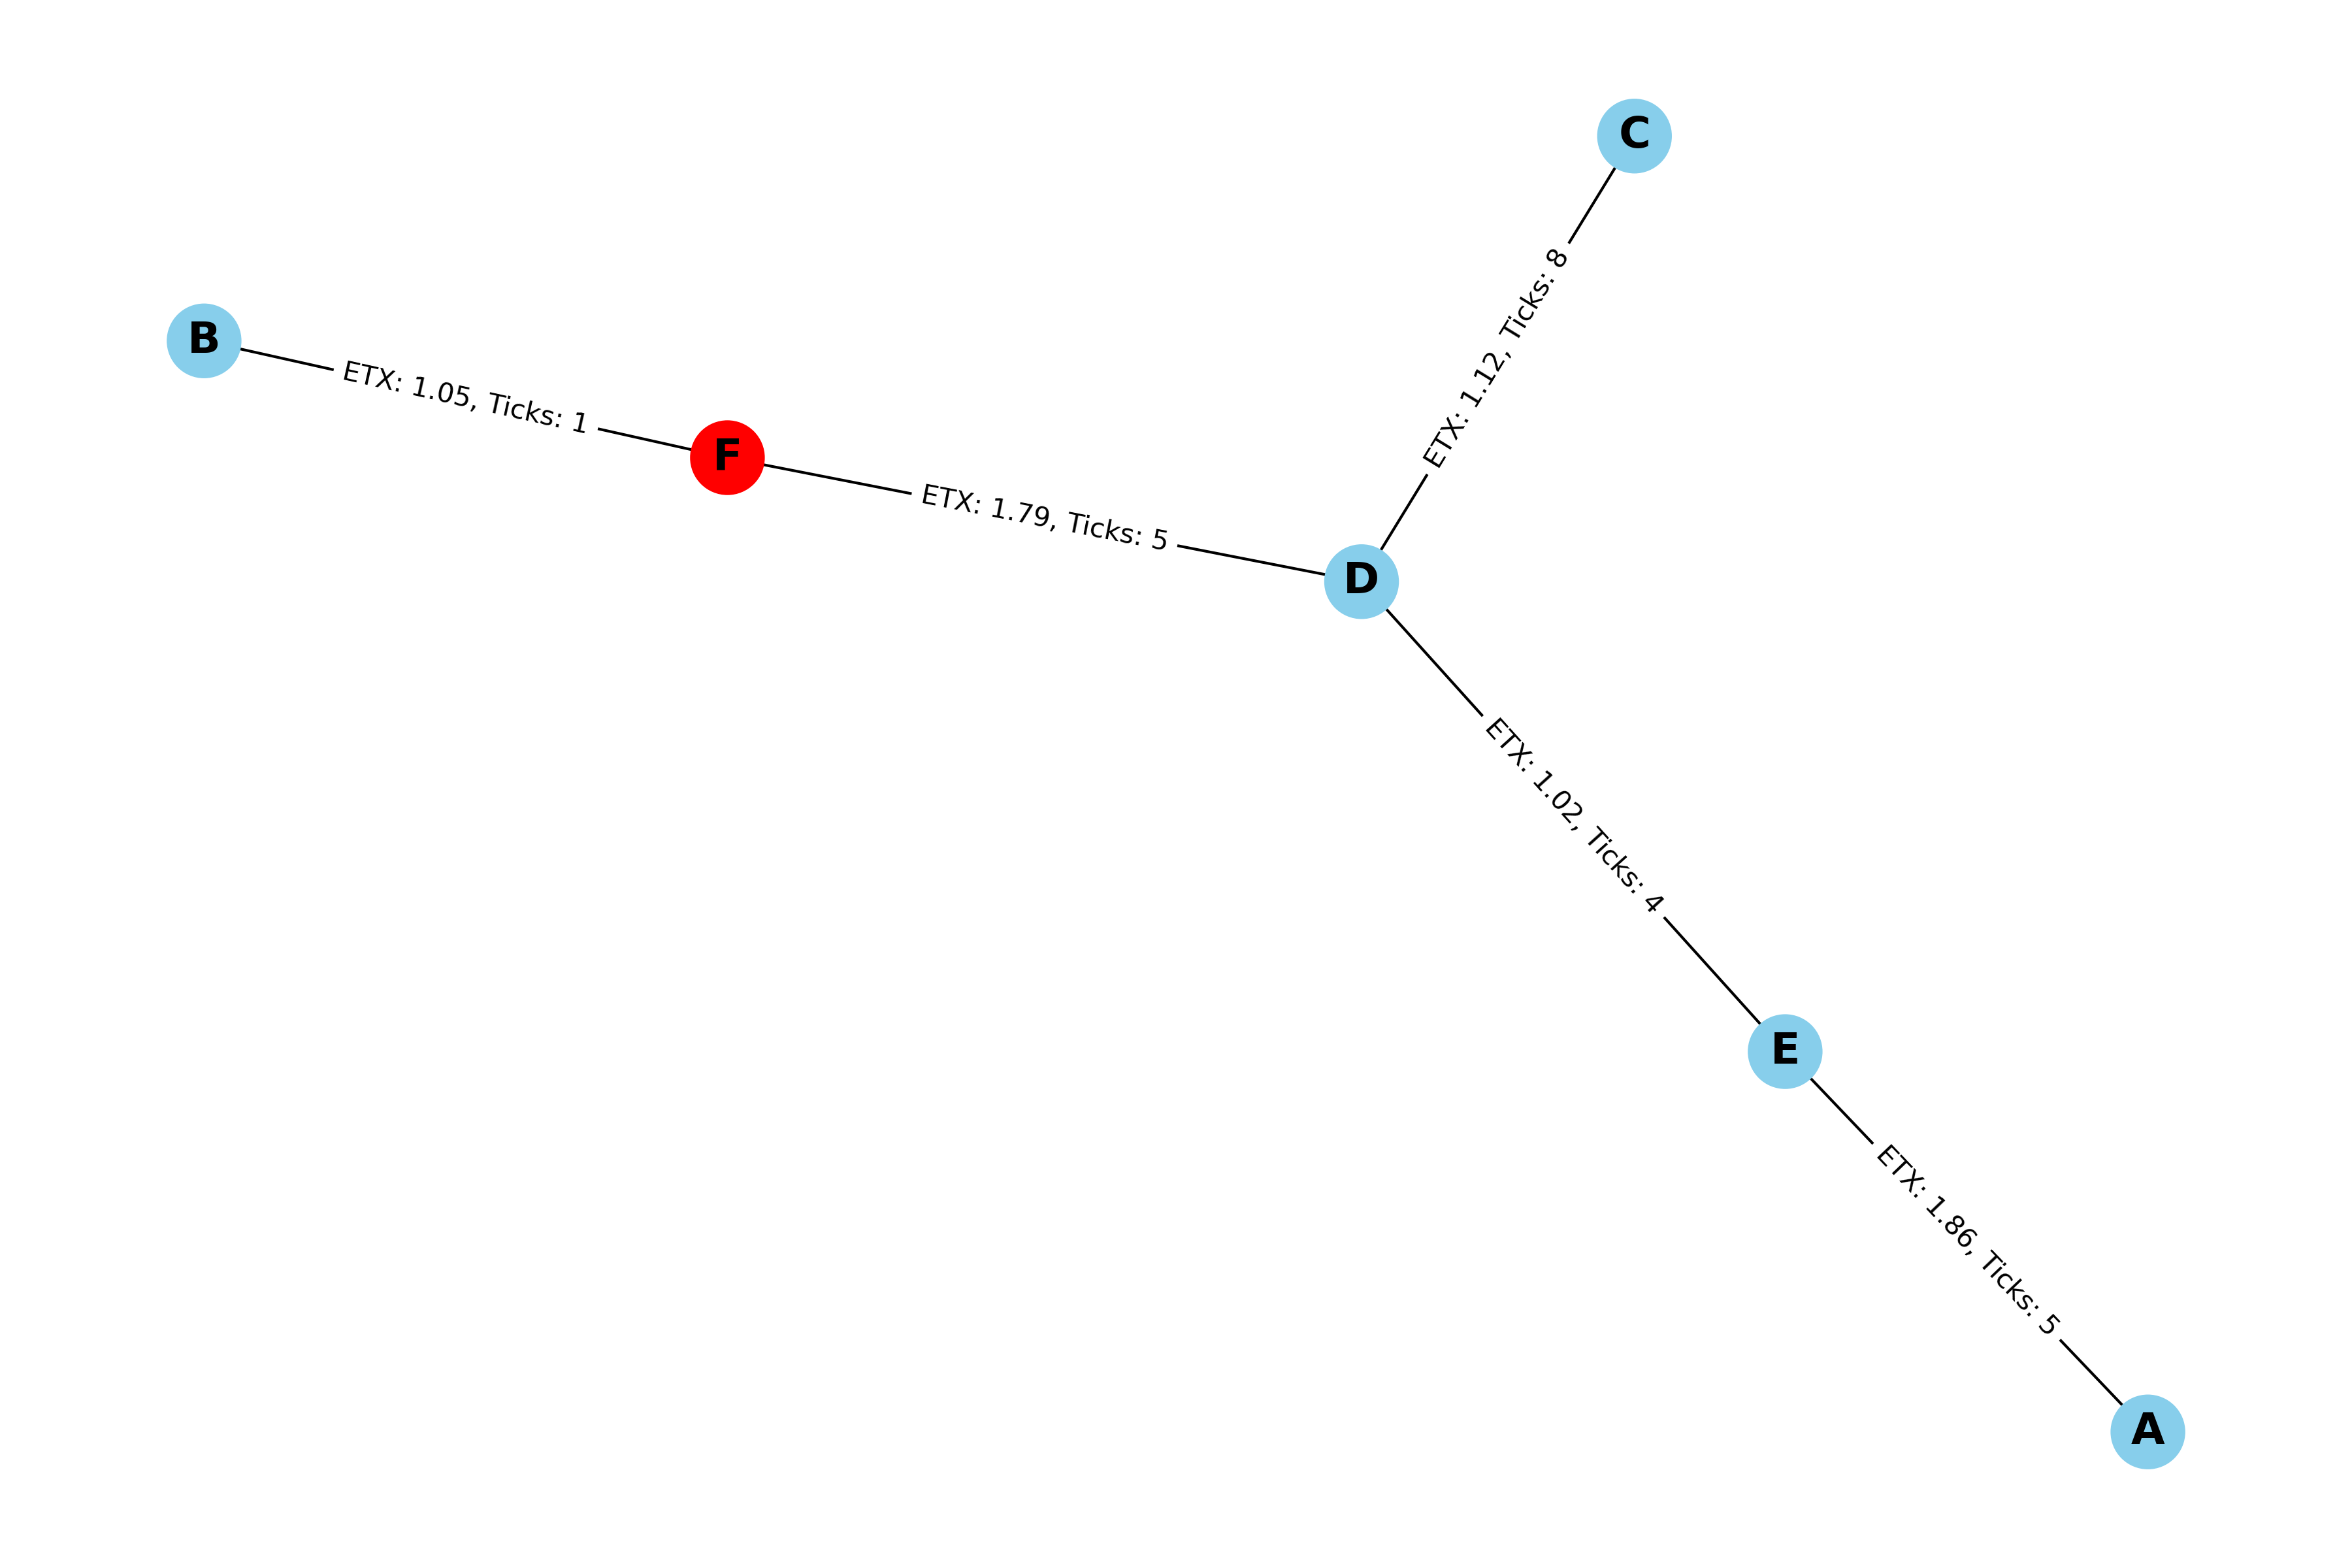 C
ETX: 1.12, Ticks: 8
B
ETX: 1.05, Ticks: 1
F
ETX: 1.79, Ticks: 5
D
ETX: 1.02, Ticks: 4
E
ETX: 1.86, Ticks: 5
A